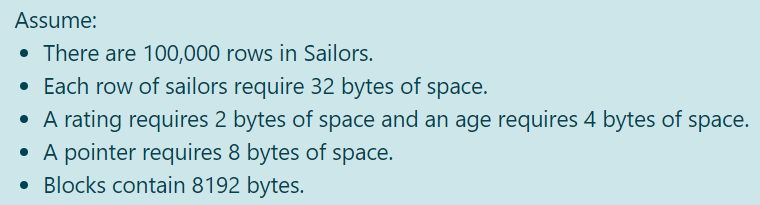 Assume:
• There are 100,000 rows in Sailors.
• Each row of sailors require 32 bytes of space.
• A rating requires 2 bytes of space and an age requires 4 bytes of space.
• A pointer requires 8 bytes of space.
• Blocks contain 8192 bytes.